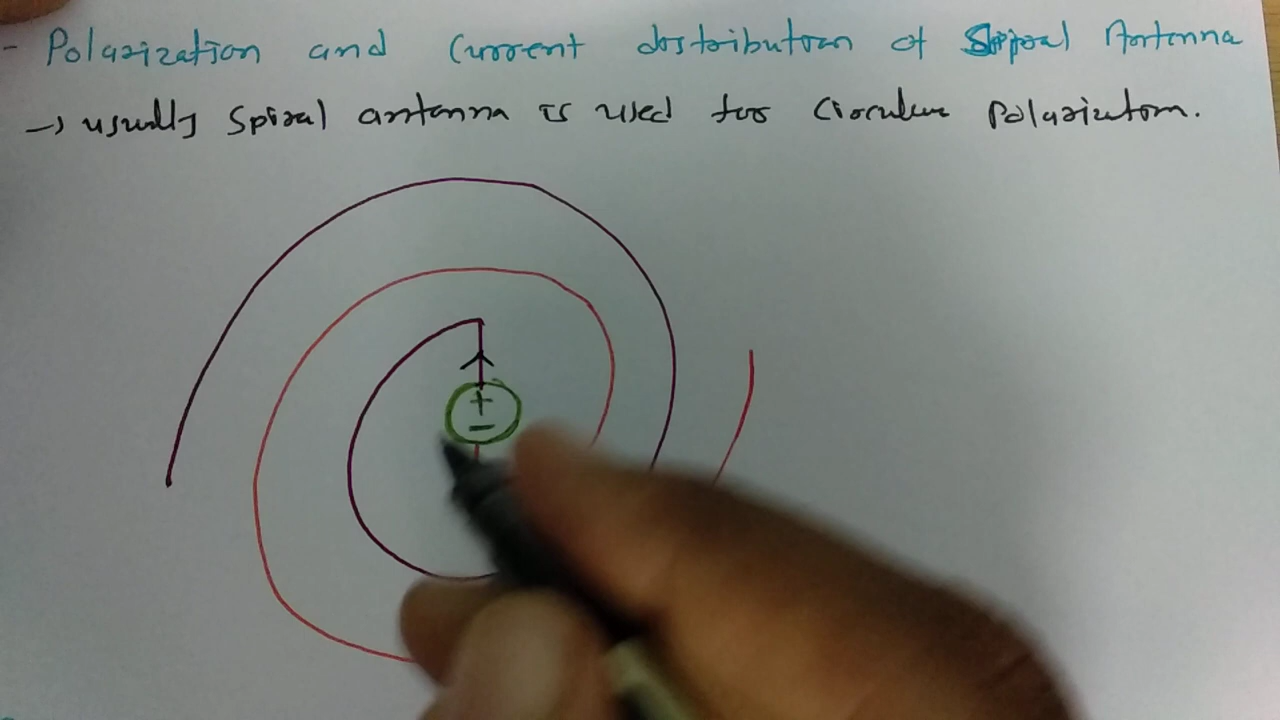 - Polarization and Current distribution of Spiral Antenna
→ usually Spiral antenna is used for Circular Polarization.
+
-